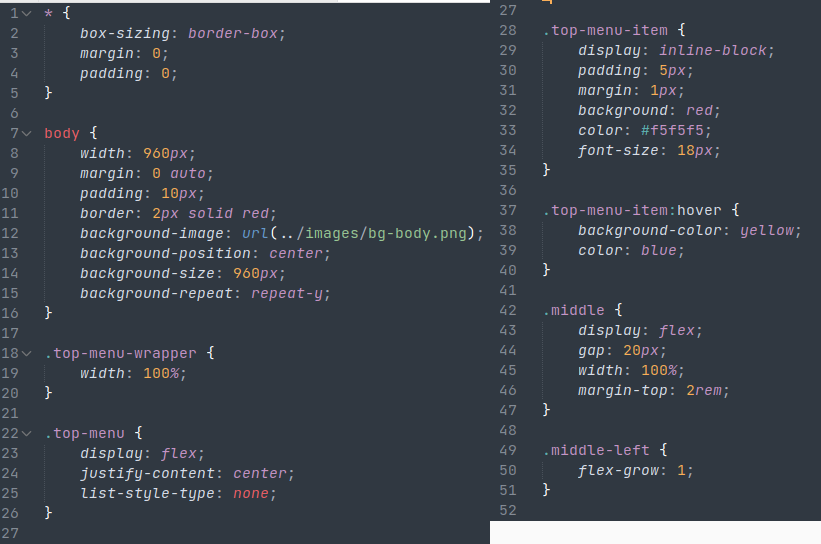 1 * {
2 box-sizing: border-box;
3 margin: 0;
4 padding: 0;
5 }
6
7 body {
8 width: 960px;
9 margin: 0 auto;
10 padding: 10px;
11 border: 2px solid red;
12 background-image: url(../images/bg-body.png);
13 background-position: center;
14 background-size: 960px;
15 background-repeat: repeat-y;
16 }
17
18 .top-menu-wrapper {
19 width: 100%;
20 }
21
22 .top-menu {
23 display: flex;
24 justify-content: center;
25 list-style-type: none;
26 }
27
27
28 .top-menu-item {
29 display: inline-block;
30 padding: 5px;
31 margin: 1px;
32 background: red;
33 color: #f5f5f5;
34 font-size: 18px;
35 }
36
37 .top-menu-item:hover {
38 background-color: yellow;
39 color: blue;
40 }
41
42 .middle {
43 display: flex;
44 gap: 20px;
45 width: 100%;
46 margin-top: 2rem;
47 }
48
49 .middle-left {
50 flex-grow: 1;
51 }
52